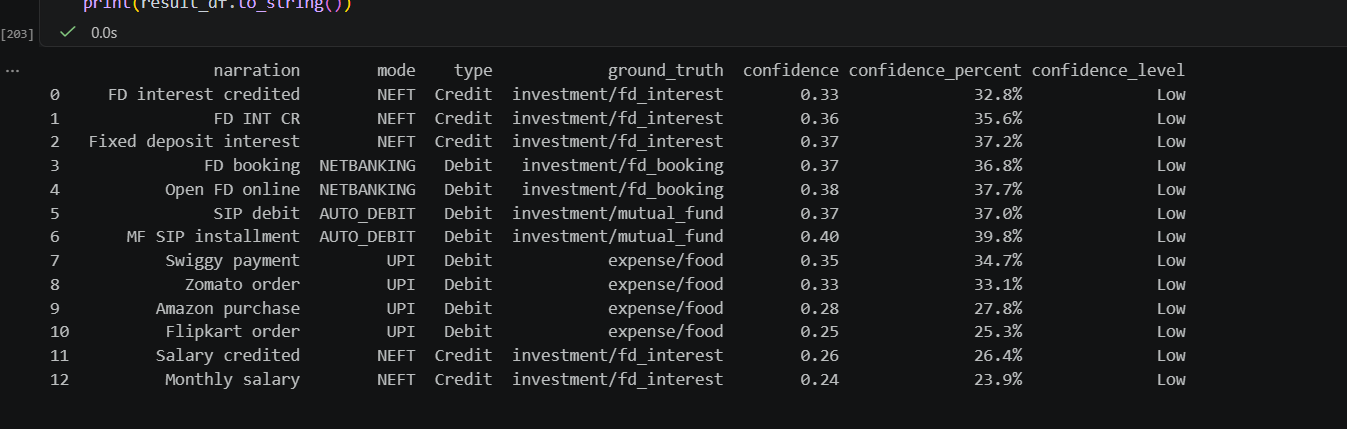 print(result_df.to_string())
[203] ✓ 0.0s
... narration mode type ground_truth confidence confidence_percent confidence_level
0 FD interest credited NEFT Credit investment/fd_interest 0.33 32.8% Low
1 FD INT CR NEFT Credit investment/fd_interest 0.36 35.6% Low
2 Fixed deposit interest NEFT Credit investment/fd_interest 0.37 37.2% Low
3 FD booking NETBANKING Debit investment/fd_booking 0.37 36.8% Low
4 Open FD online NETBANKING Debit investment/fd_booking 0.38 37.7% Low
5 SIP debit AUTO_DEBIT Debit investment/mutual_fund 0.37 37.0% Low
6 MF SIP installment AUTO_DEBIT Debit investment/mutual_fund 0.40 39.8% Low
7 Swiggy payment UPI Debit expense/food 0.35 34.7% Low
8 Zomato order UPI Debit expense/food 0.33 33.1% Low
9 Amazon purchase UPI Debit expense/food 0.28 27.8% Low
10 Flipkart order UPI Debit expense/food 0.25 25.3% Low
11 Salary credited NEFT Credit investment/fd_interest 0.26 26.4% Low
12 Monthly salary NEFT Credit investment/fd_interest 0.24 23.9% Low